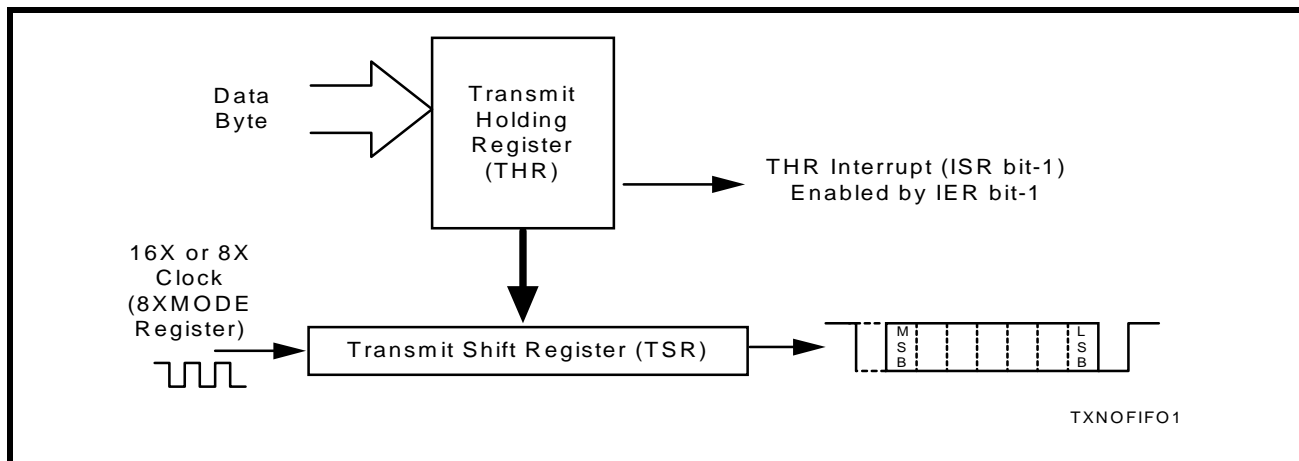 Data
Byte
Transmit
Holding
Register
(THR)
THR Interrupt (ISR bit-1)
Enabled by IER bit-1
16X or 8X
Clock
(8XMODE
Register)
Transmit Shift Register (TSR)
M
S
B
L
S
B
TXNOFIFO1